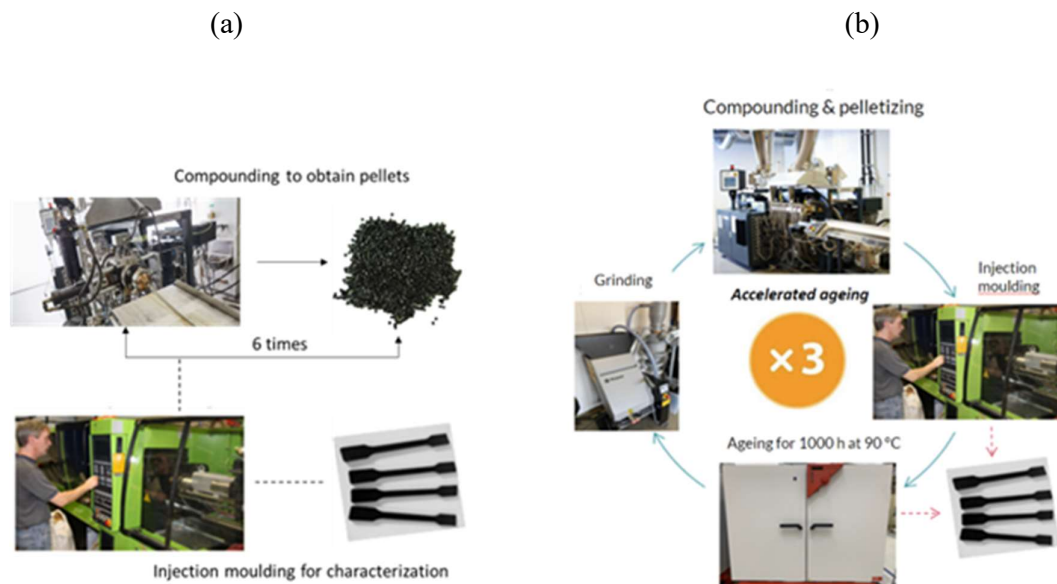 (a)
(b)
Compounding to obtain pellets
6 times
Injection moulding for characterization
Compounding & pelletizing
Grinding
Accelerated ageing
×3
Injection
moulding
Ageing for 1000 h at 90 °C